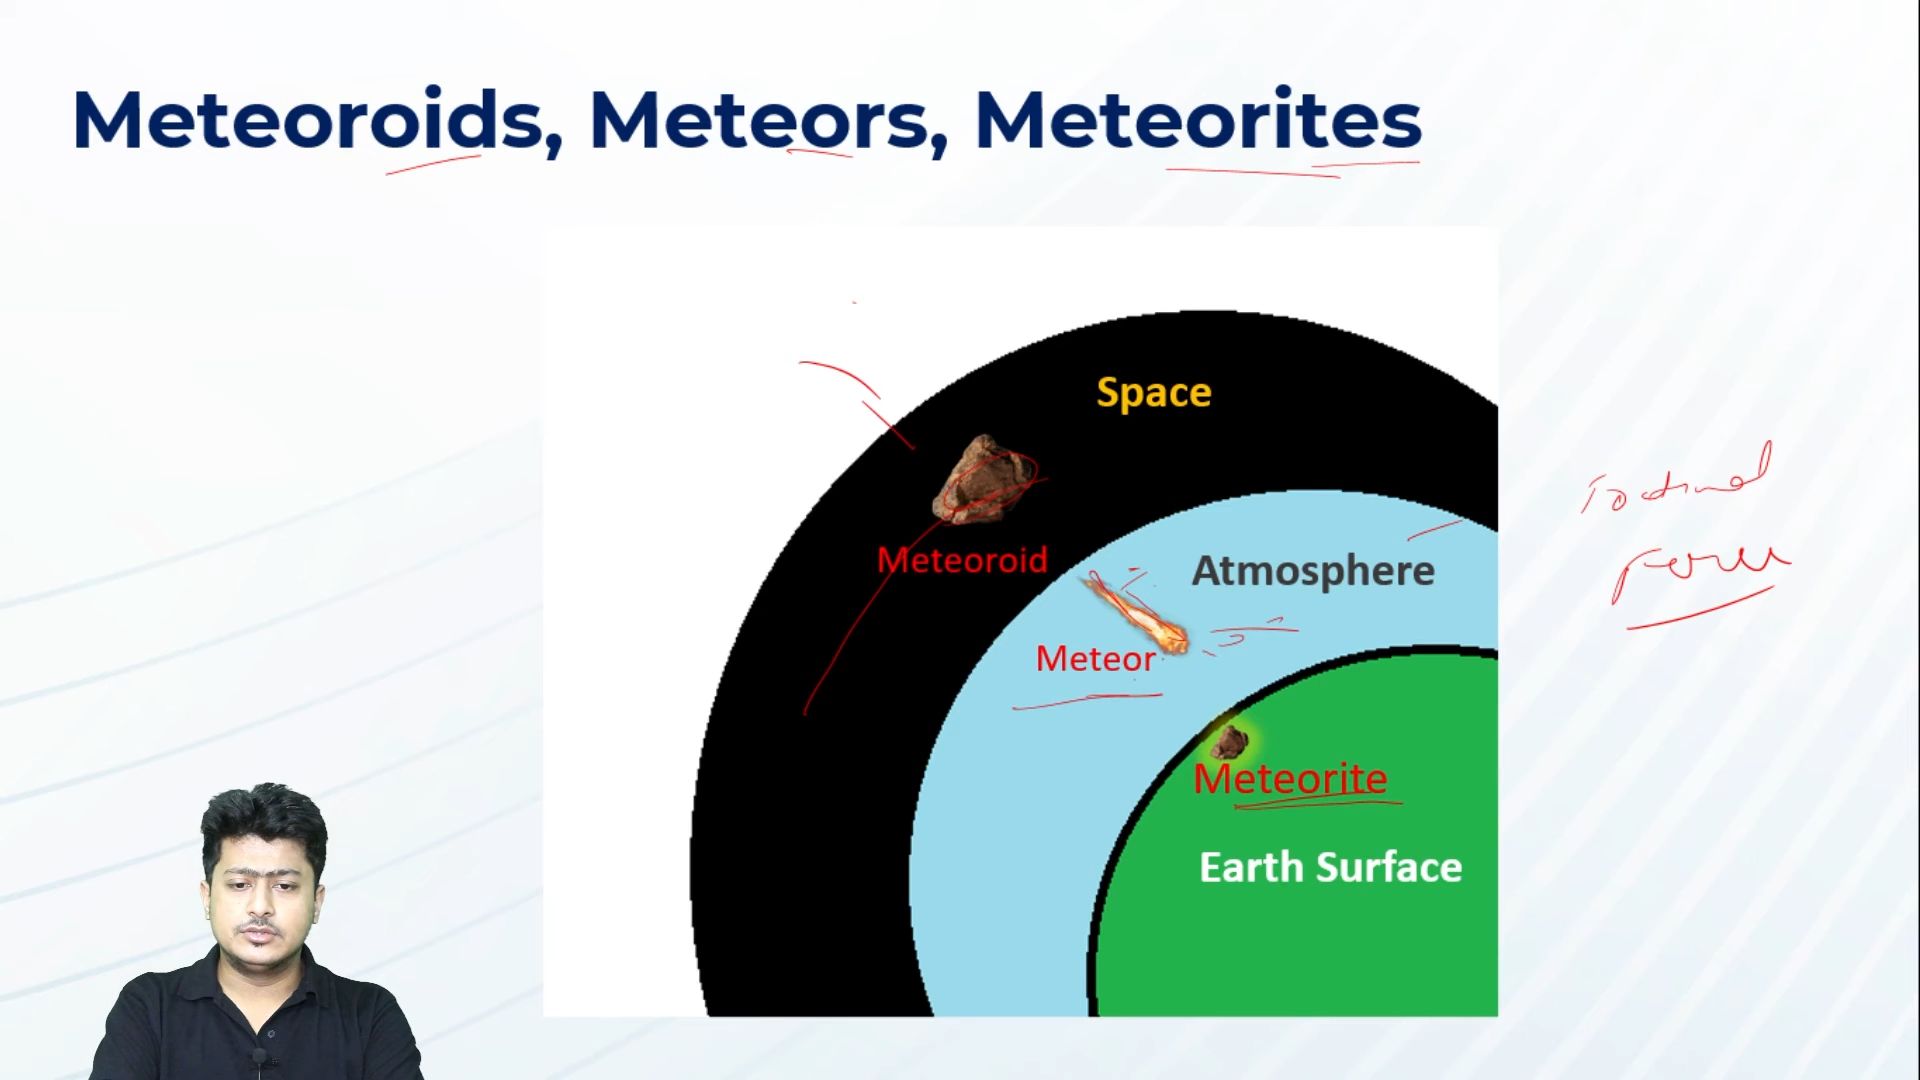 Meteoroids, Meteors, Meteorites
Space
Meteoroid
Atmosphere
Meteor
Meteorite
Earth Surface